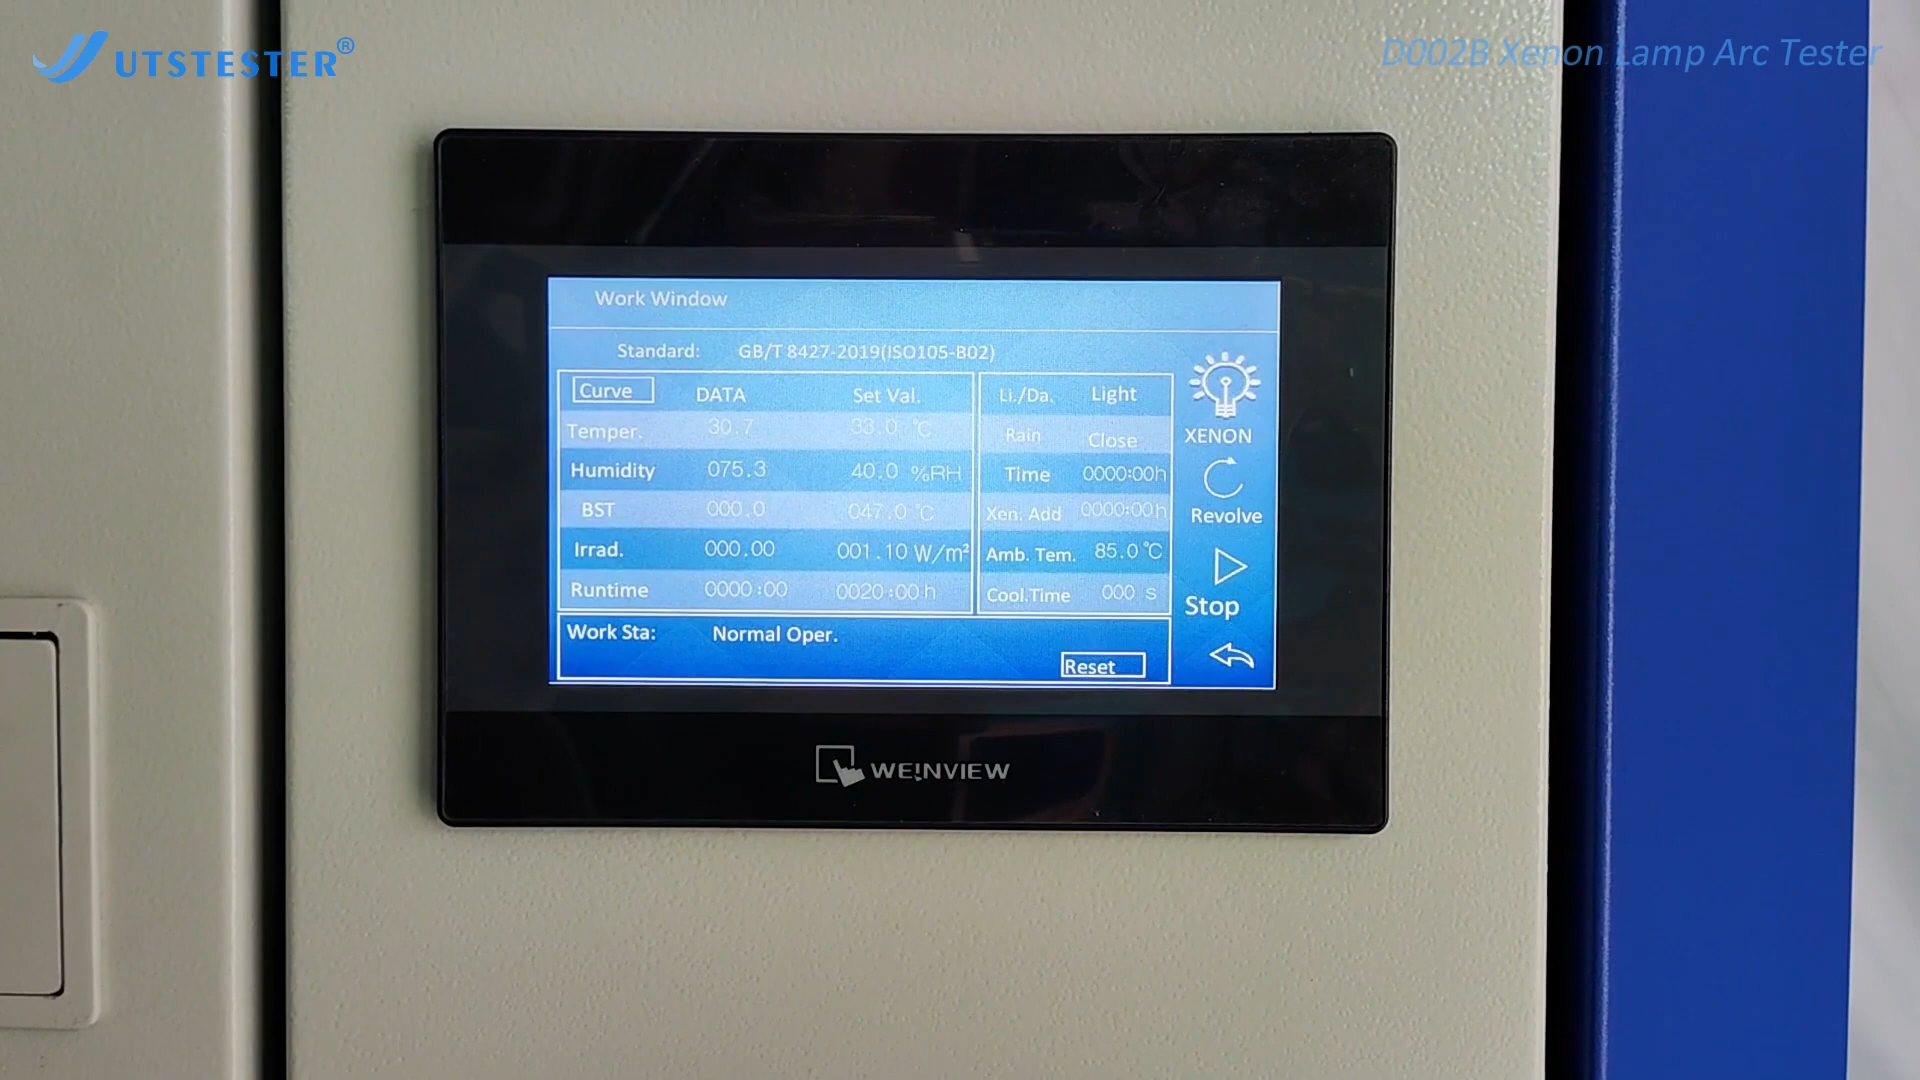 UTSTESTER®
D002B Xenon Lamp Arc Tester
Work Window
Standard: GB/T 8427-2019(ISO105-B02)
Curve DATA Set Val.
Temper. 30.7 33.0 ℃
Humidity 075.3 40.0 %RH
BST 000.0 047.0 ℃
Irrad. 000.00 001.10 W/m²
Runtime 0000:00 0020:00 h
Li./Da. Light
Rain Close
Time 0000:00h
Xen. Add 0000:00h
Amb. Tem. 85.0 ℃
Cool.Time 000 s
XENON
Revolve
Stop
Work Sta: Normal Oper.
Reset
WEINVIEW